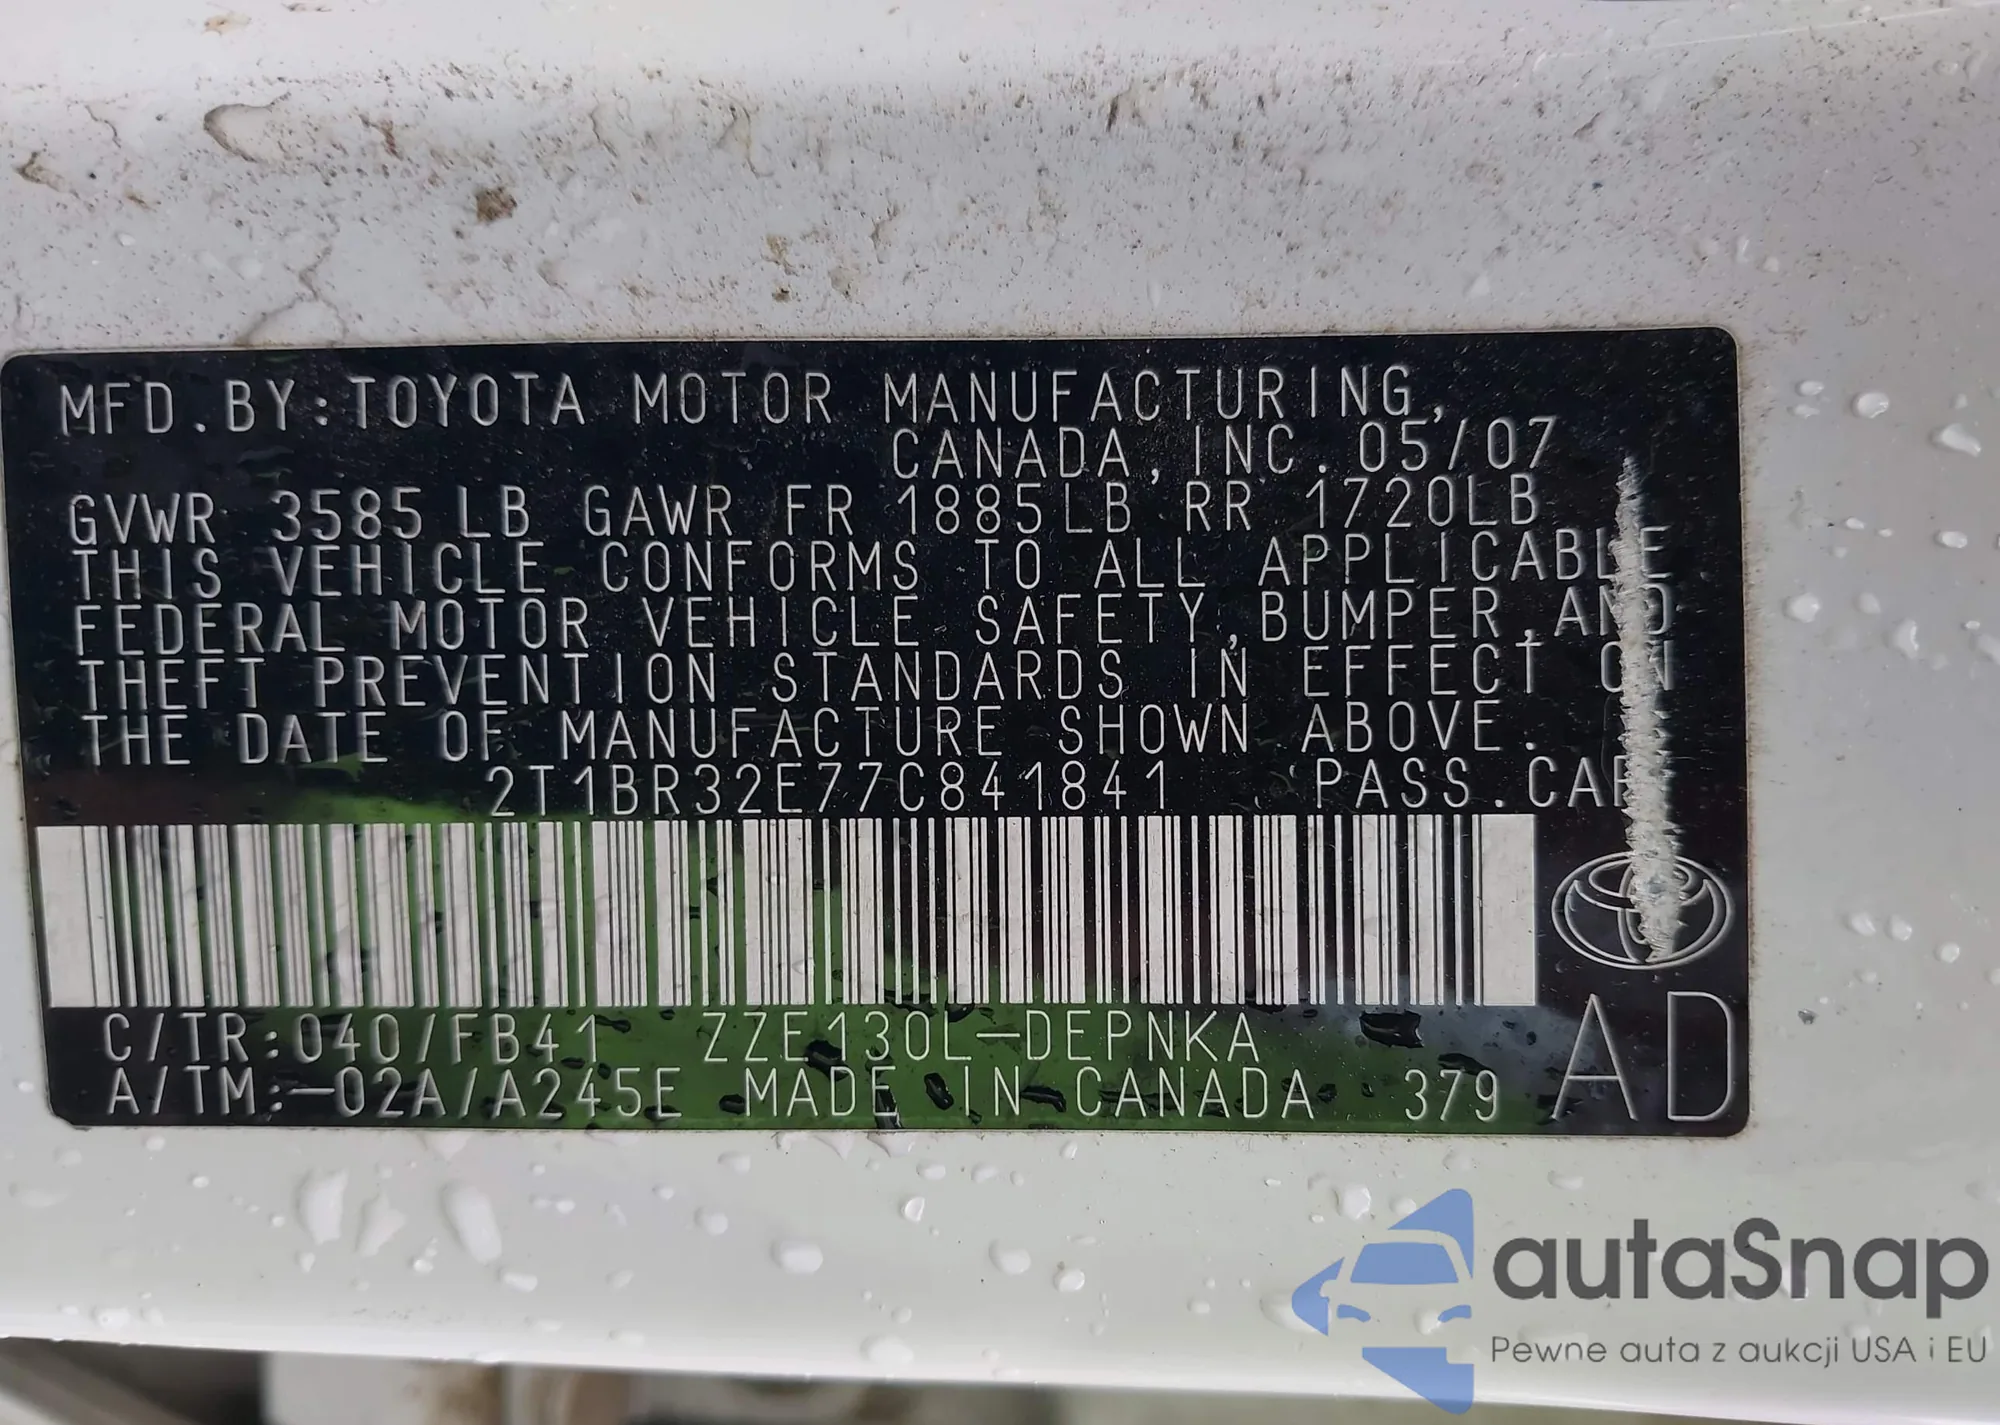 MFD.BY:TOYOTA MOTOR MANUFACTURING,
CANADA,INC. 05/07
GVWR 3585 LB GAWR FR 1885LB RR 1720LB
THIS VEHICLE CONFORMS TO ALL APPLICABLE
FEDERAL MOTOR VEHICLE SAFETY,BUMPER,AND
THEFT PREVENTION STANDARDS IN EFFECT ON
THE DATE OF MANUFACTURE SHOWN ABOVE.
2T1BR32E77C841841 PASS.CAR
C/TR:040/FB41 ZZE130L-DEPNKA
A/TM:-02A/A245E MADE IN CANADA 379 AD
autaSnap
Pewne auta z aukcji USA i EU